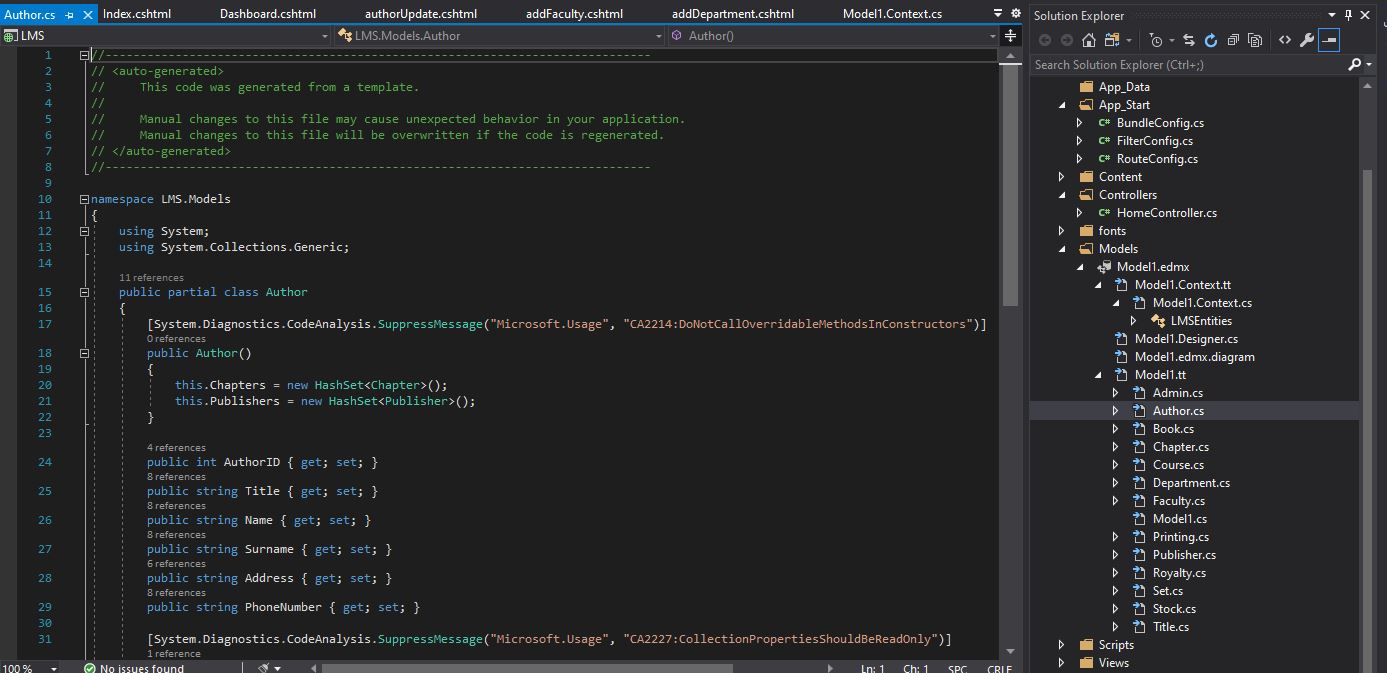 Author.cs Index.cshtml Dashboard.cshtml authorUpdate.cshtml addFaculty.cshtml addDepartment.cshtml Model1.Context.cs
LMS LMS.Models.Author Author()
1 //------------------------------------------------------------------------------
2 // <auto-generated>
3 //     This code was generated from a template.
4 //
5 //     Manual changes to this file may cause unexpected behavior in your application.
6 //     Manual changes to this file will be overwritten if the code is regenerated.
7 // </auto-generated>
8 //------------------------------------------------------------------------------
9
10 namespace LMS.Models
11 {
12     using System;
13     using System.Collections.Generic;
14
11 references
15     public partial class Author
16     {
17         [System.Diagnostics.CodeAnalysis.SuppressMessage("Microsoft.Usage", "CA2214:DoNotCallOverridableMethodsInConstructors")]
0 references
18         public Author()
19         {
20             this.Chapters = new HashSet<Chapter>();
21             this.Publishers = new HashSet<Publisher>();
22         }
23
4 references
24         public int AuthorID { get; set; }
8 references
25         public string Title { get; set; }
8 references
26         public string Name { get; set; }
8 references
27         public string Surname { get; set; }
6 references
28         public string Address { get; set; }
8 references
29         public string PhoneNumber { get; set; }
30
31         [System.Diagnostics.CodeAnalysis.SuppressMessage("Microsoft.Usage", "CA2227:CollectionPropertiesShouldBeReadOnly")]
1 reference
100 % No issues found Ln: 1 Ch: 1 SPC CRLF
Solution Explorer
Search Solution Explorer (Ctrl+;)
App_Data
App_Start
C# BundleConfig.cs
C# FilterConfig.cs
C# RouteConfig.cs
Content
Controllers
C# HomeController.cs
fonts
Models
Model1.edmx
Model1.Context.tt
Model1.Context.cs
LMSEntities
Model1.Designer.cs
Model1.edmx.diagram
Model1.tt
Admin.cs
Author.cs
Book.cs
Chapter.cs
Course.cs
Department.cs
Faculty.cs
Model1.cs
Printing.cs
Publisher.cs
Royalty.cs
Set.cs
Stock.cs
Title.cs
Scripts
Views